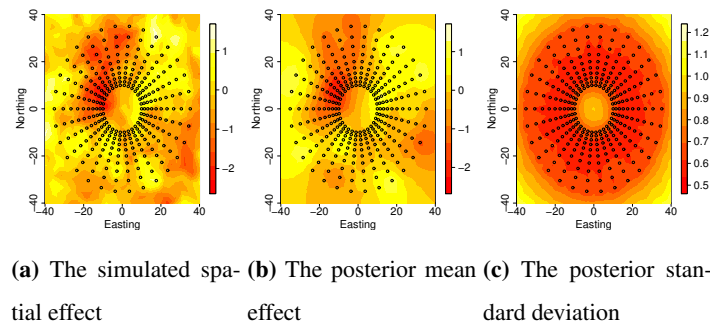 40
20
0
−20
−40
Northing
−40 −20 0 20 40
Easting
1
0
−1
−2
40
20
0
−20
−40
Northing
−40 −20 0 20 40
Easting
1
0
−1
−2
40
20
0
−20
−40
Northing
−40 −20 0 20 40
Easting
1.2
1.1
1.0
0.9
0.8
0.7
0.6
0.5
(a) The simulated spa-
tial effect
(b) The posterior mean
effect
(c) The posterior stan-
dard deviation